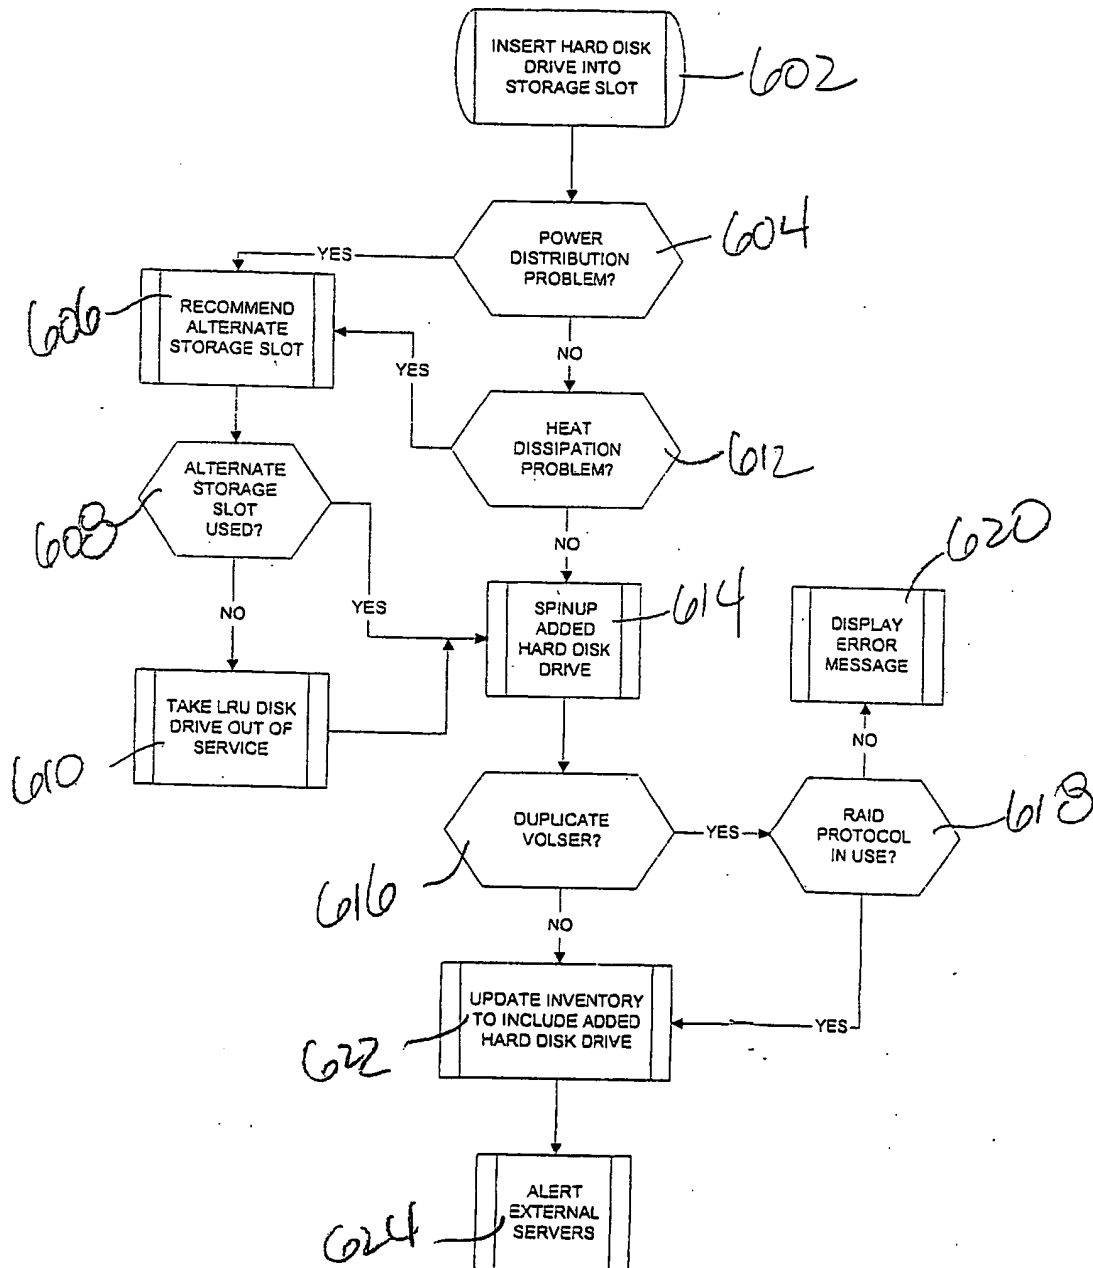 INSERT HARD DISK
DRIVE INTO
STORAGE SLOT
602
POWER
DISTRIBUTION
PROBLEM?
604
YES
RECOMMEND
ALTERNATE
STORAGE SLOT
606
NO
YES
HEAT
DISSIPATION
PROBLEM?
612
ALTERNATE
STORAGE
SLOT
USED?
608
NO
YES
NO
SPINUP
ADDED
HARD DISK
DRIVE
614
620
DISPLAY
ERROR
MESSAGE
TAKE LRU DISK
DRIVE OUT OF
SERVICE
610
NO
DUPLICATE
VOLSER?
616
YES
RAID
PROTOCOL
IN USE?
618
NO
UPDATE INVENTORY
TO INCLUDE ADDED
HARD DISK DRIVE
622
YES
ALERT
EXTERNAL
SERVERS
624